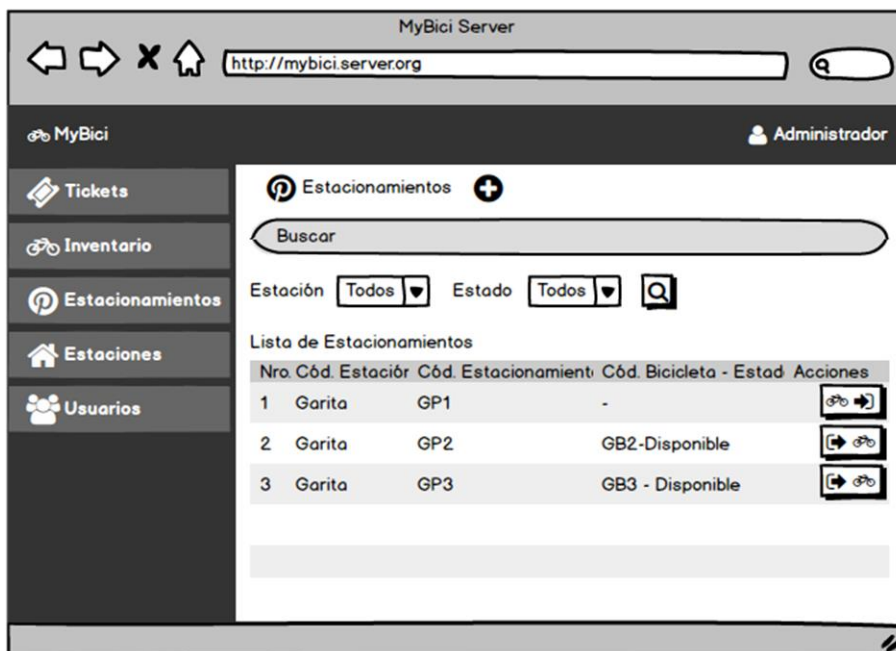 MyBici Server
http://mybici.server.org
MyBici
Administrador
Tickets
Inventario
Estacionamientos
Estaciones
Usuarios
Estacionamientos
Buscar
Estación Todos Estado Todos
Lista de Estacionamientos
Nro. Cód. Estación Cód. Estacionamient Cód. Bicicleta - Estad Acciones
1 Garita GP1 -
2 Garita GP2 GB2-Disponible
3 Garita GP3 GB3 - Disponible